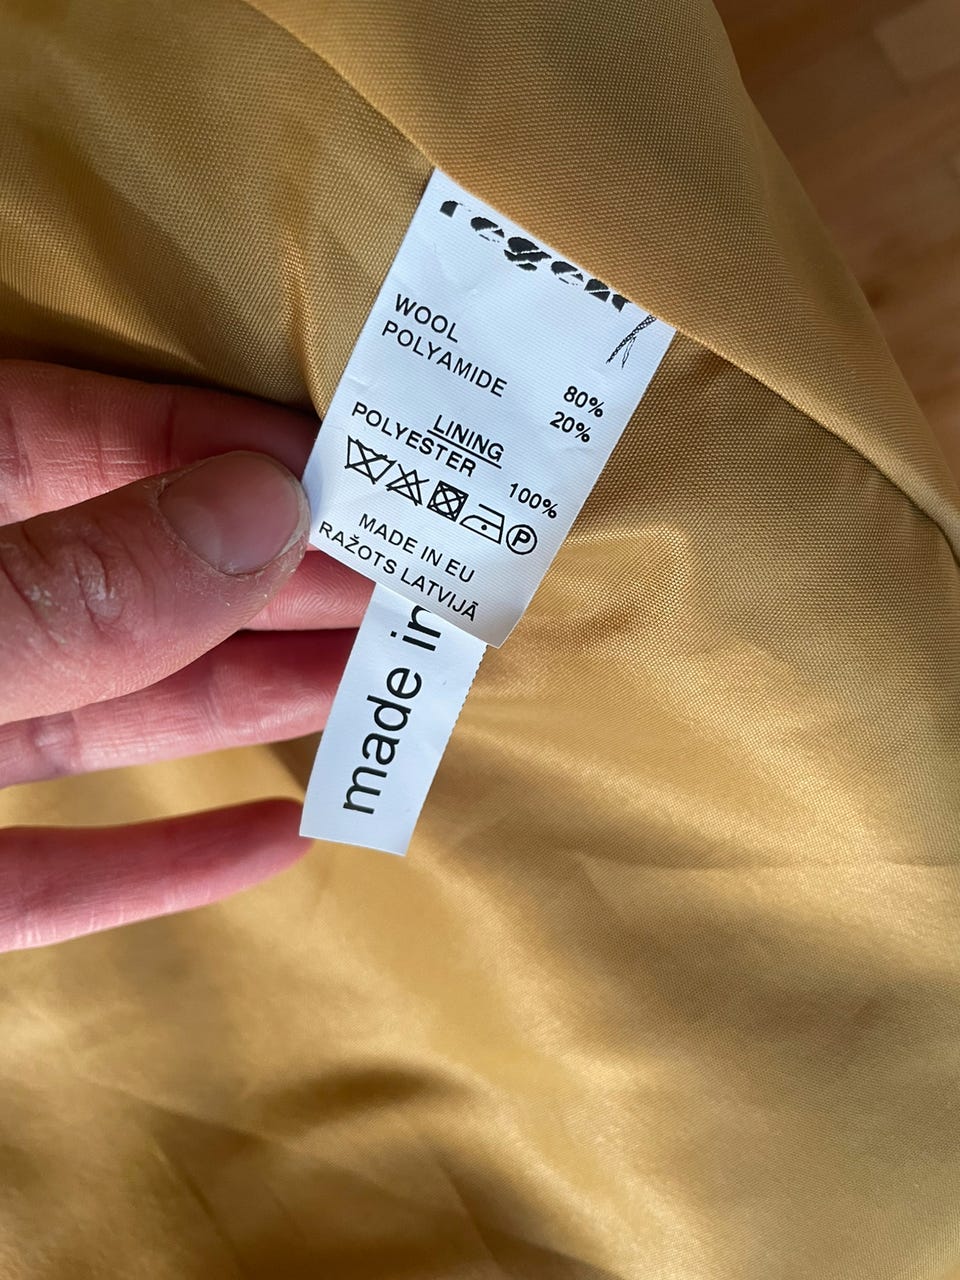 WOOL 80%
POLYAMIDE 20%
LINING
POLYESTER 100%
P
MADE IN EU
RAŽOTS LATVIJĀ
made in